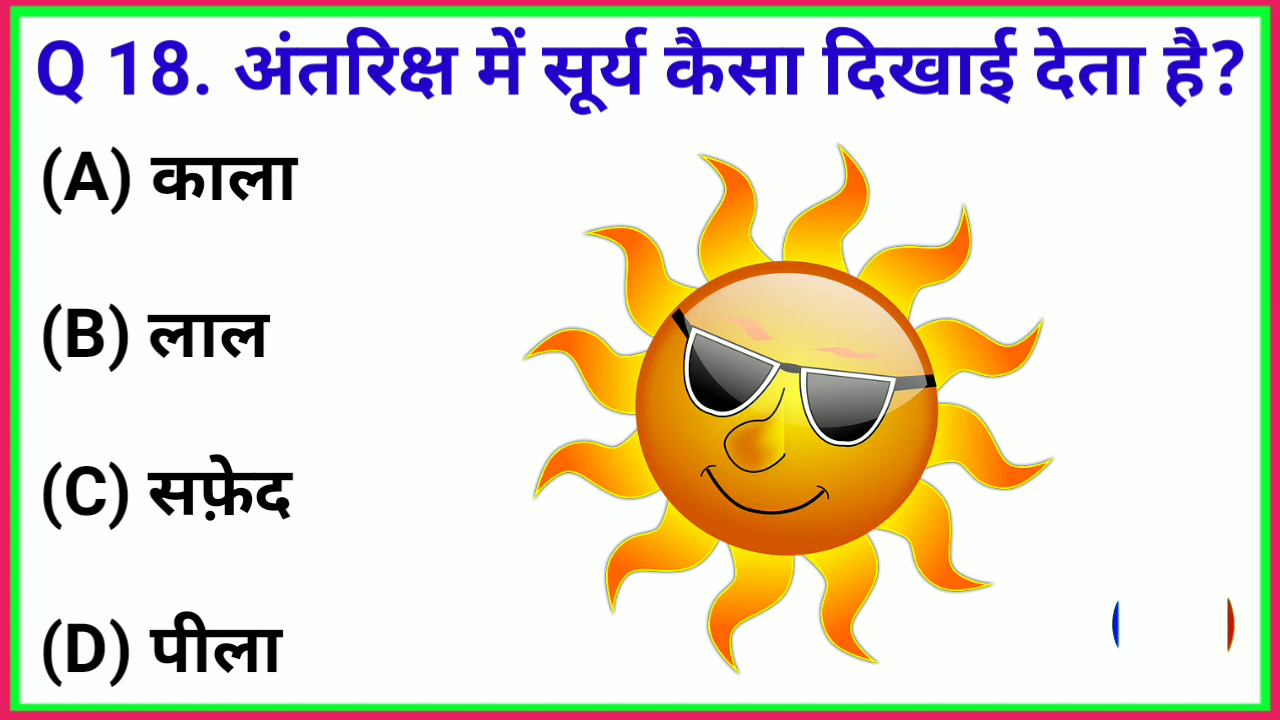 Q 18. अंतरिक्ष में सूर्य कैसा दिखाई देता है?
(A) काला
(B) लाल
(C) सफ़ेद
(D) पीला